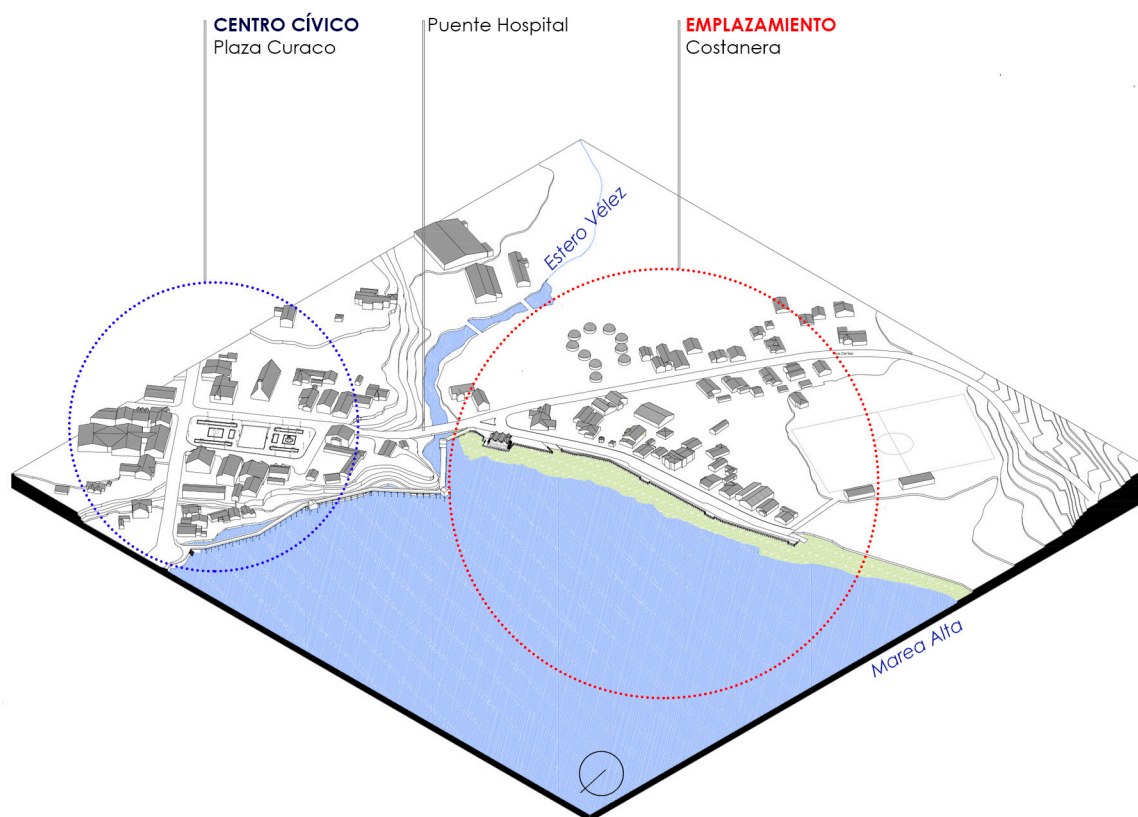 CENTRO CÍVICO
Plaza Curaco
Puente Hospital
EMPLAZAMIENTO
Costanera
Estero Vélez
Marea Alta